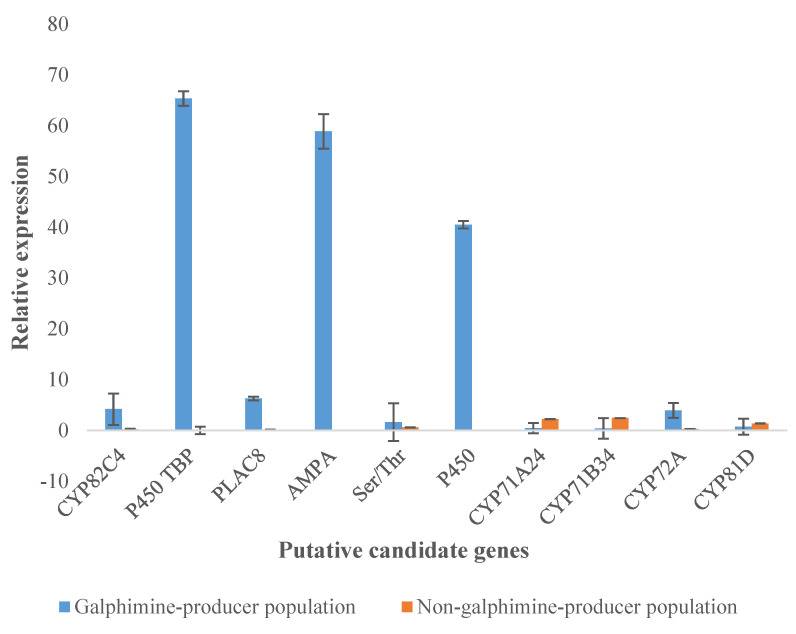 80
70
60
50
40
30
20
10
0
-10
Relative expression
CYP82C4
P450 TBP
PLAC8
AMPA
Ser/Thr
P450
CYP71A24
CYP71B34
CYP72A
CYP81D
Putative candidate genes
Galphimine-producer population
Non-galphimine-producer population